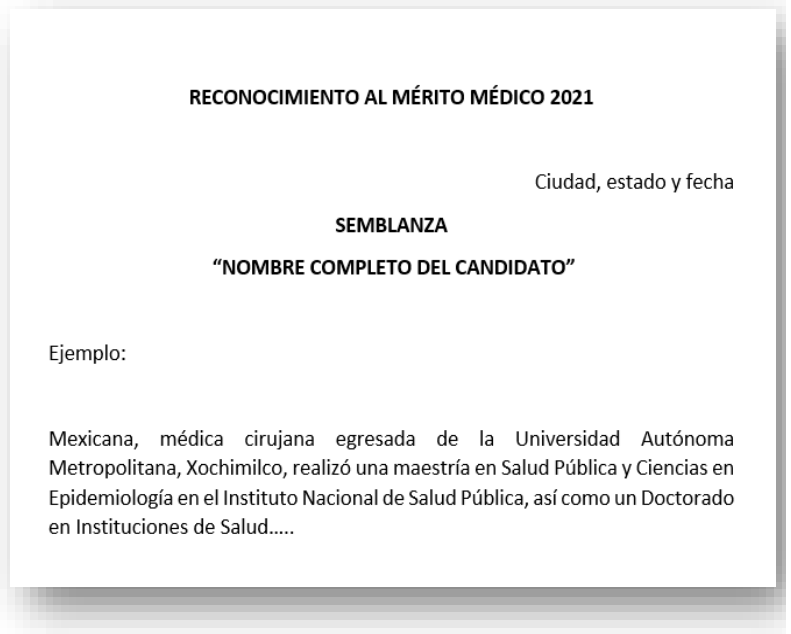 RECONOCIMIENTO AL MÉRITO MÉDICO 2021
Ciudad, estado y fecha
SEMBLANZA
“NOMBRE COMPLETO DEL CANDIDATO”
Ejemplo:
Mexicana, médica cirujana egresada de la Universidad Autónoma
Metropolitana, Xochimilco, realizó una maestría en Salud Pública y Ciencias en
Epidemiología en el Instituto Nacional de Salud Pública, así como un Doctorado
en Instituciones de Salud.....